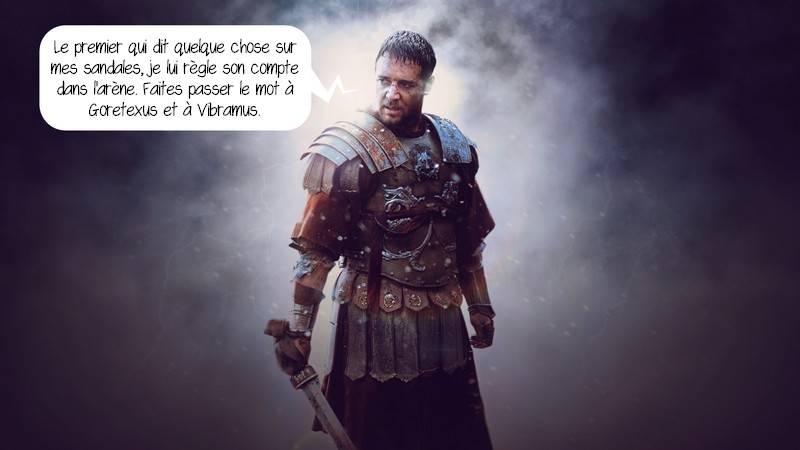 Le premier qui dit quelque chose sur
mes sandales, je lui règle son compte
dans l'arène. Faites passer le mot à
Goretexus et à Vibramus.